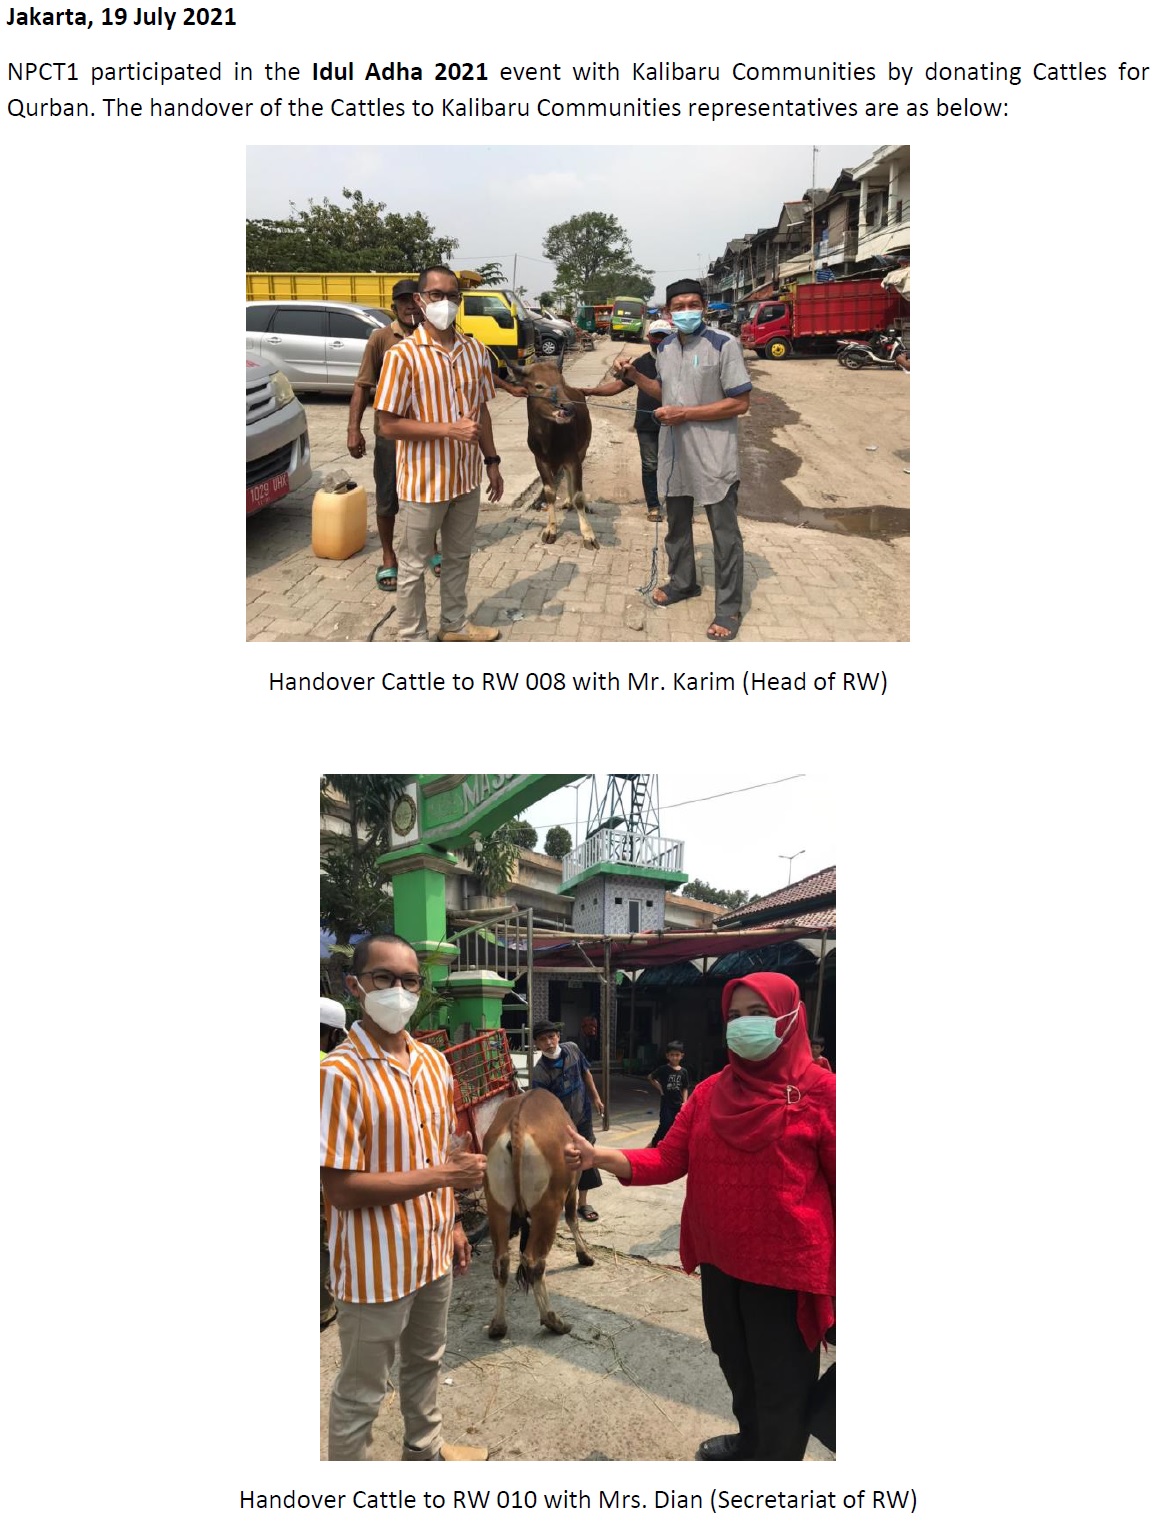 Jakarta, 19 July 2021
NPCT1 participated in the Idul Adha 2021 event with Kalibaru Communities by donating Cattles for
Qurban. The handover of the Cattles to Kalibaru Communities representatives are as below:
1029 UHX
Handover Cattle to RW 008 with Mr. Karim (Head of RW)
Handover Cattle to RW 010 with Mrs. Dian (Secretariat of RW)